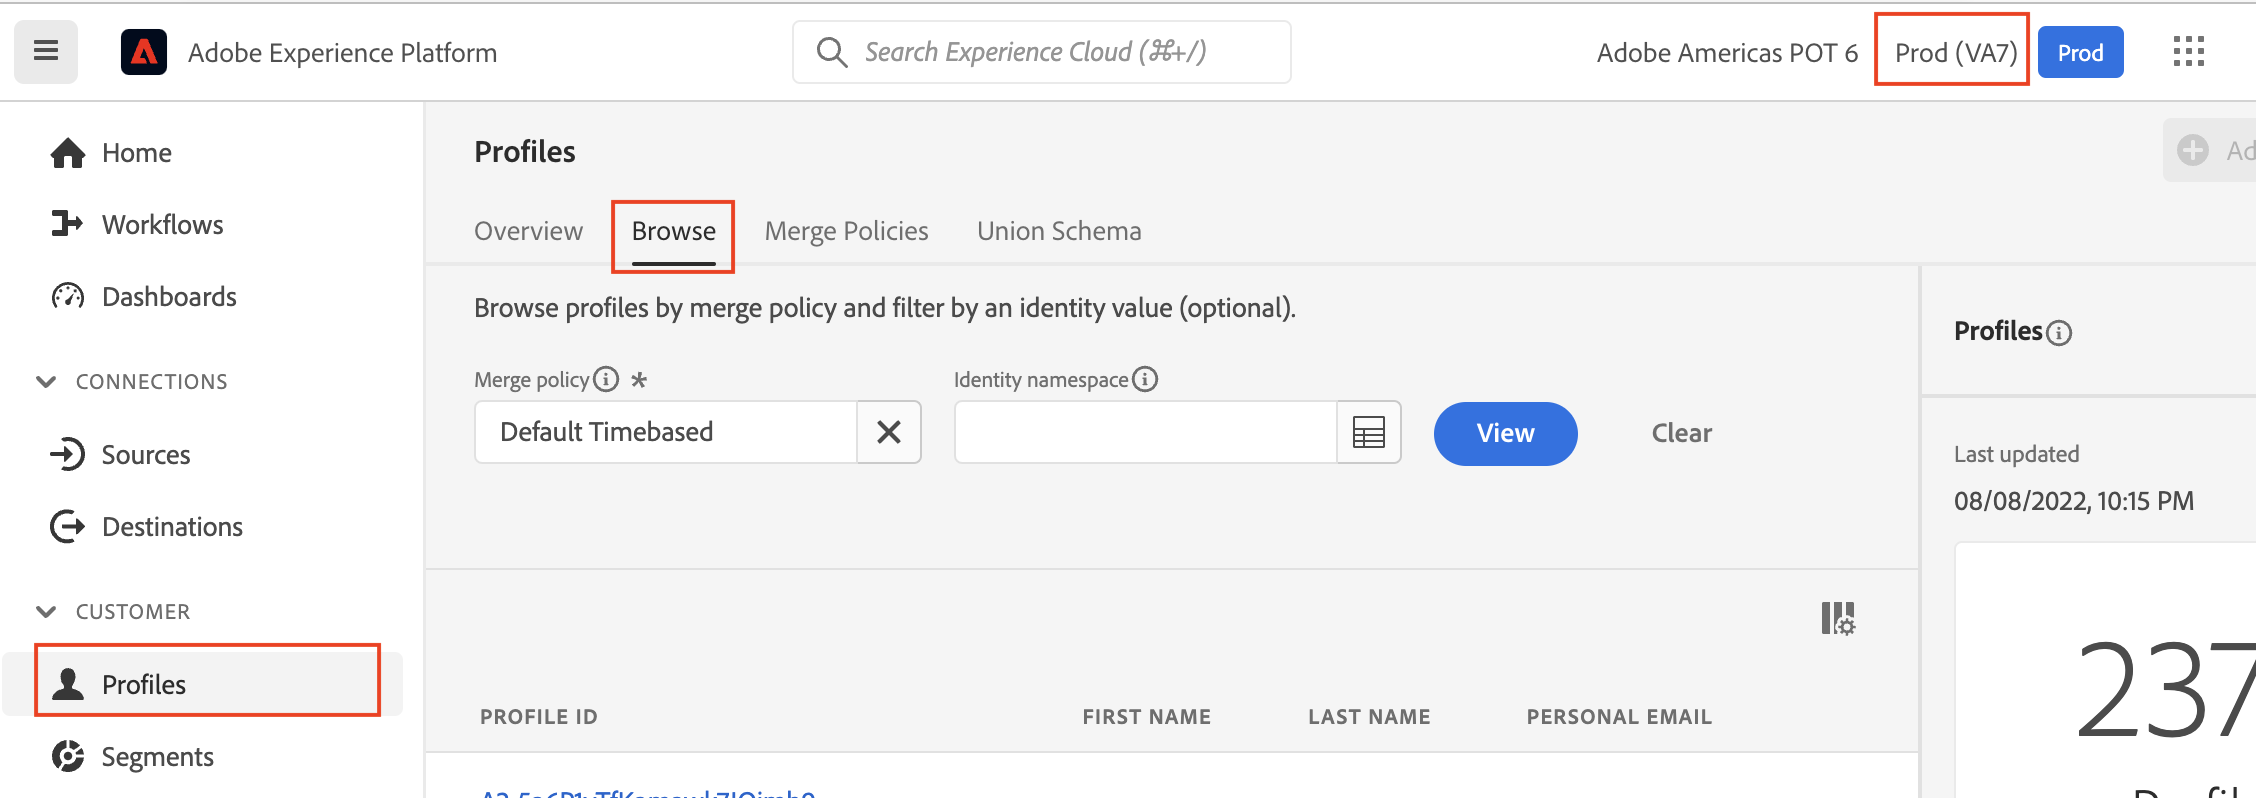 Adobe Experience Platform
Search Experience Cloud (⌘+/)
Adobe Americas POT 6
Prod (VA7)
Prod
Home
Workflows
Dashboards
CONNECTIONS
Sources
Destinations
CUSTOMER
Profiles
Segments
Profiles
Overview
Browse
Merge Policies
Union Schema
Browse profiles by merge policy and filter by an identity value (optional).
Merge policy *
Default Timebased
Identity namespace
View
Clear
PROFILE ID
FIRST NAME
LAST NAME
PERSONAL EMAIL
Profiles
Last updated
08/08/2022, 10:15 PM
237